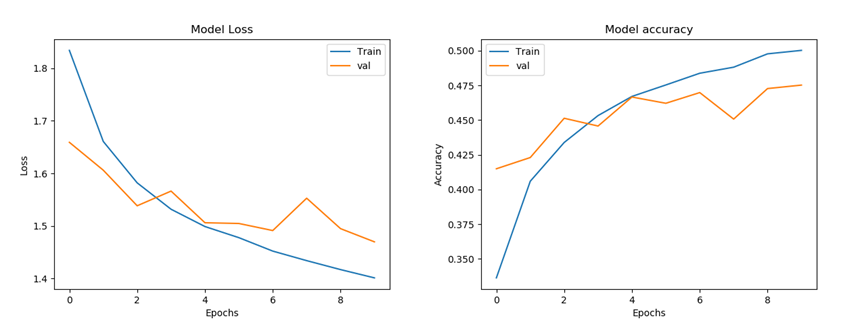 Model Loss
Train
val
1.8
1.7
1.6
1.5
1.4
Loss
0
2
4
6
8
Epochs
Model accuracy
Train
val
0.500
0.475
0.450
0.425
0.400
0.375
0.350
Accuracy
0
2
4
6
8
Epochs